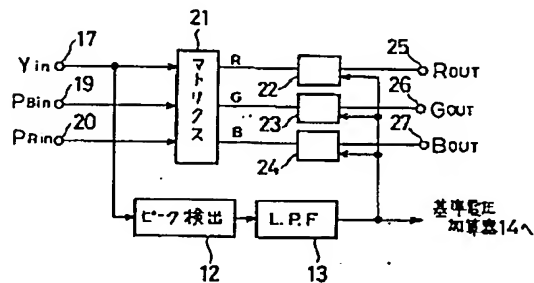 21
17
Yin
19
PBin
20
PRin
マトリクス
R
G
B
22
23
24
25
ROUT
26
GOUT
27
BOUT
ピーク検出
12
L.P.F
13
基準電圧
加算器14へ